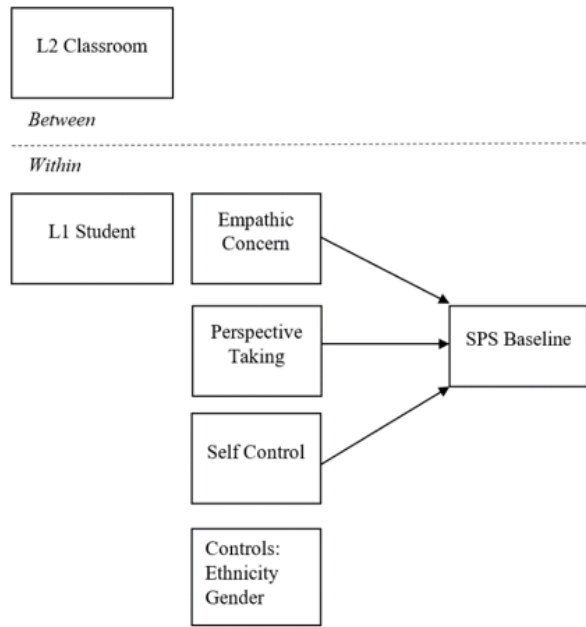 L2 Classroom
Between
Within
L1 Student
Empathic
Concern
Perspective
Taking
SPS Baseline
Self Control
Controls:
Ethnicity
Gender